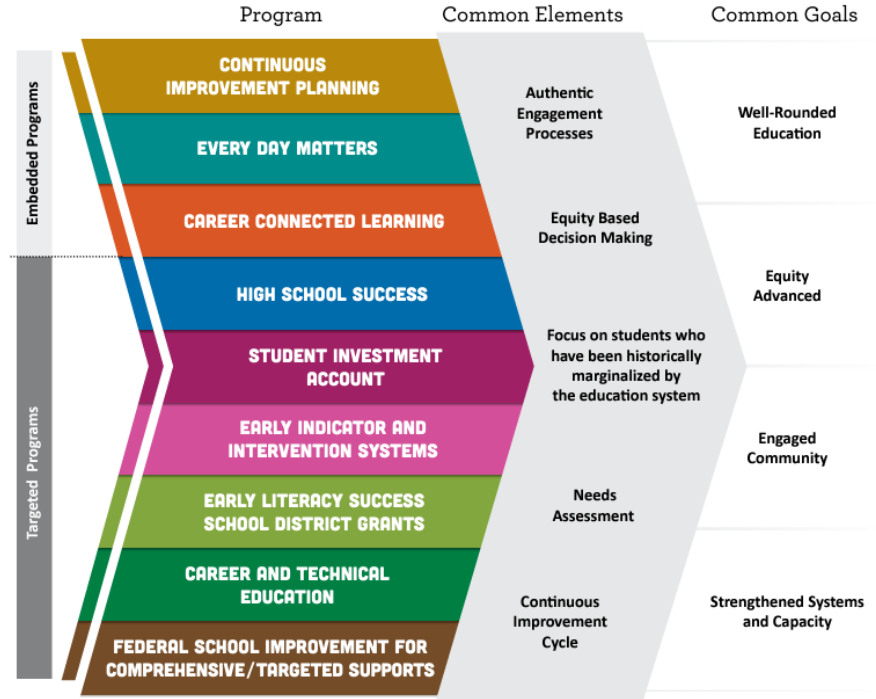 Program
Common Elements
Common Goals
Embedded Programs
Targeted Programs
CONTINUOUS
IMPROVEMENT PLANNING
EVERY DAY MATTERS
CAREER CONNECTED LEARNING
HIGH SCHOOL SUCCESS
STUDENT INVESTMENT
ACCOUNT
EARLY INDICATOR AND
INTERVENTION SYSTEMS
EARLY LITERACY SUCCESS
SCHOOL DISTRICT GRANTS
CAREER AND TECHNICAL
EDUCATION
FEDERAL SCHOOL IMPROVEMENT FOR
COMPREHENSIVE/TARGETED SUPPORTS
Authentic
Engagement
Processes
Equity Based
Decision Making
Focus on students who
have been historically
marginalized by
the education system
Needs
Assessment
Continuous
Improvement
Cycle
Well-Rounded
Education
Equity
Advanced
Engaged
Community
Strengthened Systems
and Capacity